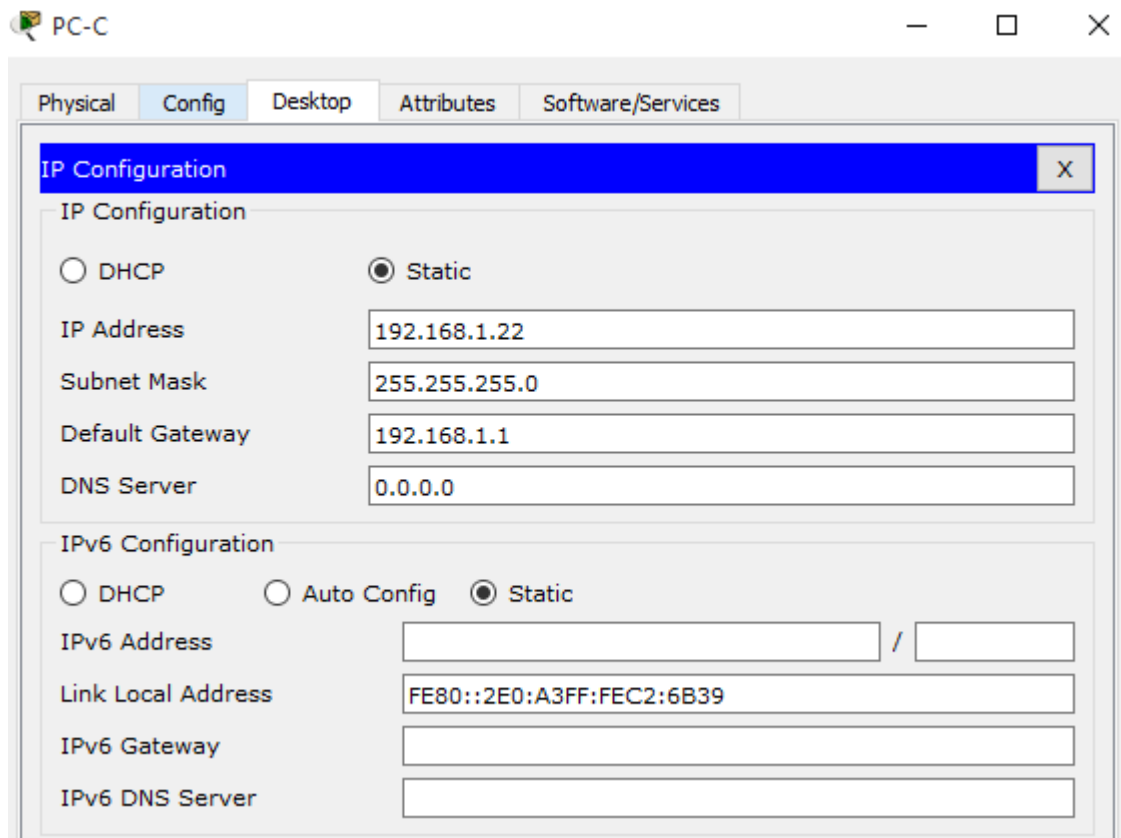 PC-C
Physical Config Desktop Attributes Software/Services
IP Configuration X
IP Configuration
DHCP Static
IP Address 192.168.1.22
Subnet Mask 255.255.255.0
Default Gateway 192.168.1.1
DNS Server 0.0.0.0
IPv6 Configuration
DHCP Auto Config Static
IPv6 Address /
Link Local Address FE80::2E0:A3FF:FEC2:6B39
IPv6 Gateway
IPv6 DNS Server